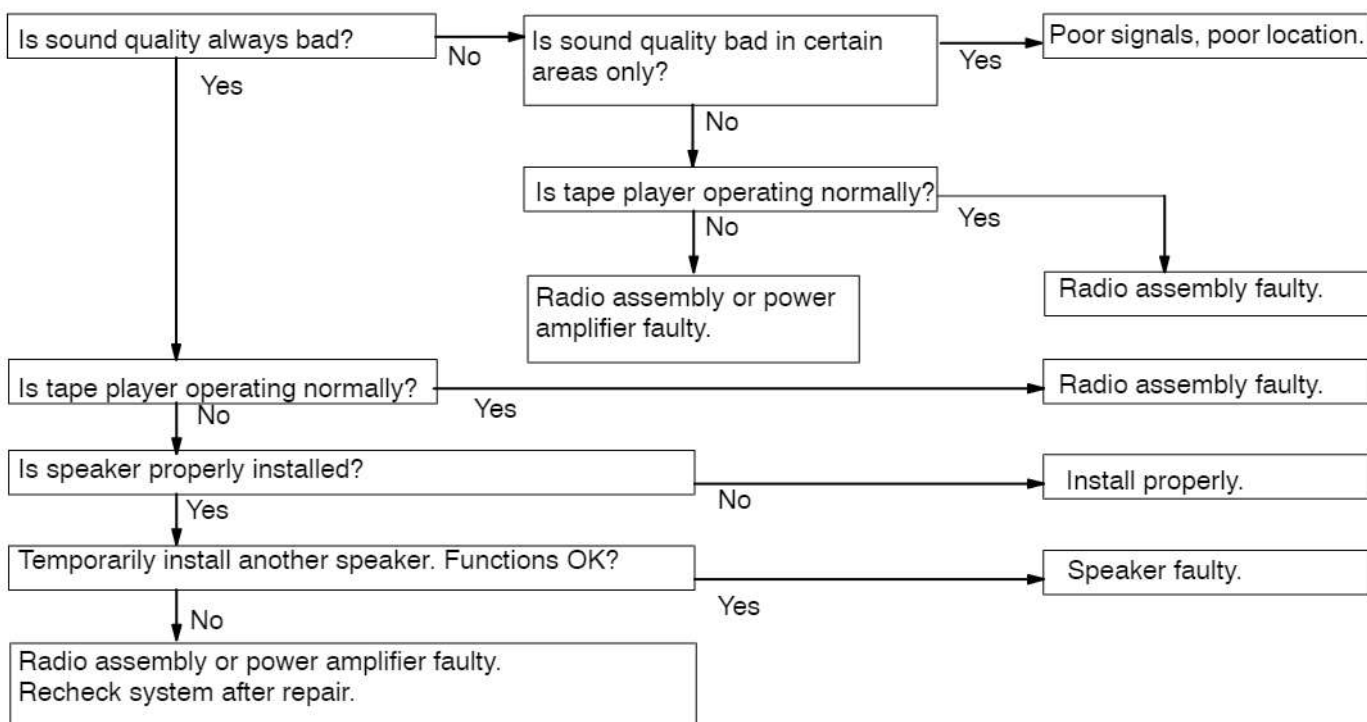 Is sound quality always bad?
No
Is sound quality bad in certain
areas only?
Yes
Poor signals, poor location.
Yes
No
Is tape player operating normally?
Yes
No
Radio assembly or power
amplifier faulty.
Radio assembly faulty.
Is tape player operating normally?
Yes
Radio assembly faulty.
No
Is speaker properly installed?
No
Install properly.
Yes
Temporarily install another speaker. Functions OK?
Yes
Speaker faulty.
No
Radio assembly or power amplifier faulty.
Recheck system after repair.